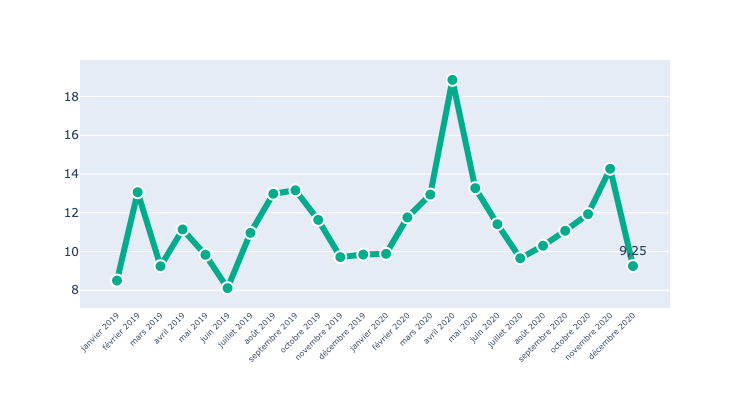 18
16
14
12
10
8
9.25
janvier 2019
février 2019
mars 2019
avril 2019
mai 2019
juin 2019
juillet 2019
août 2019
septembre 2019
octobre 2019
novembre 2019
décembre 2019
janvier 2020
février 2020
mars 2020
avril 2020
mai 2020
juin 2020
juillet 2020
août 2020
septembre 2020
octobre 2020
novembre 2020
décembre 2020